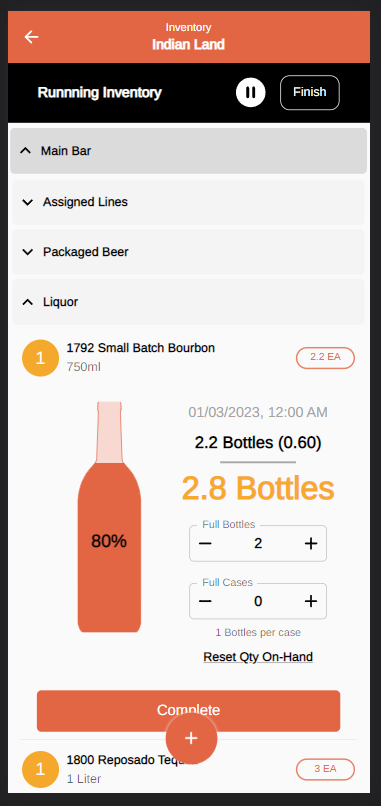 Inventory
Indian Land
Runnning Inventory
Finish
Main Bar
Assigned Lines
Packaged Beer
Liquor
1
1792 Small Batch Bourbon
2.2 EA
750ml
01/03/2023, 12:00 AM
2.2 Bottles (0.60)
2.8 Bottles
80%
Full Bottles
2
Full Cases
0
1 Bottles per case
Reset Qty On-Hand
Complete
+
1
1800 Reposado
3 EA
1 Liter